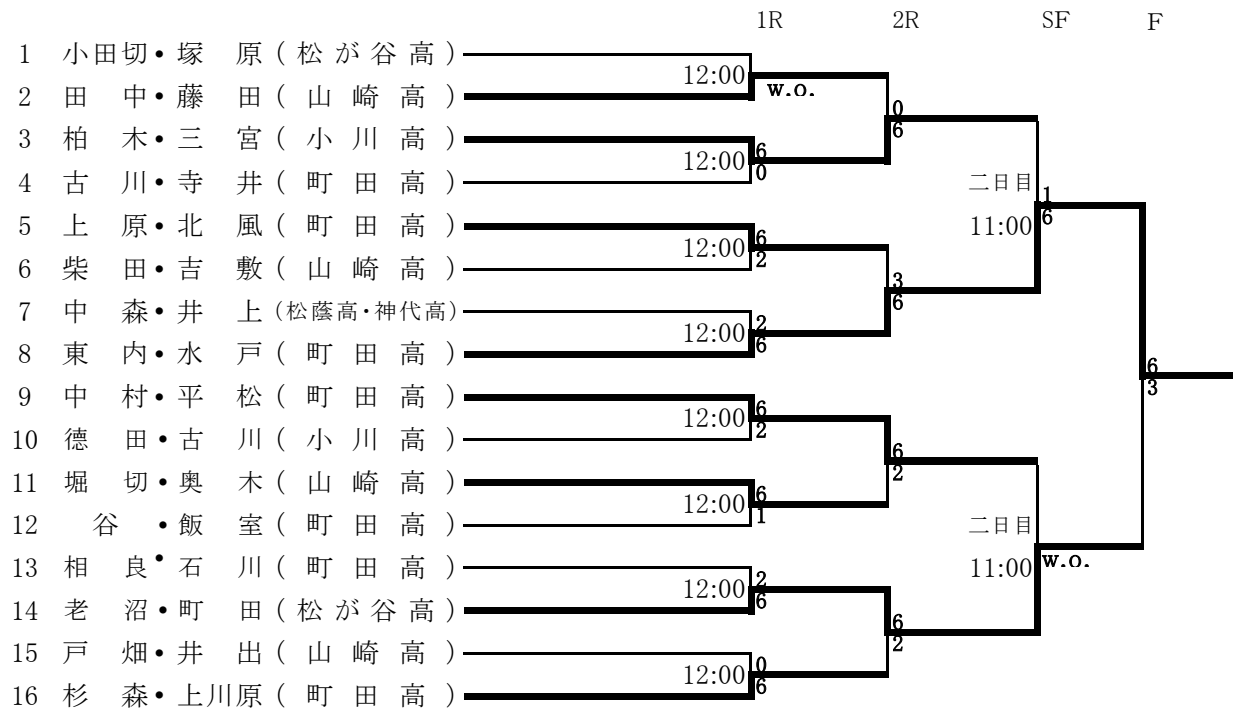 1R 2R SF F
1 小田切・塚 原 ( 松 が 谷 高 )
12:00 w.o.
2 田 中・藤 田 ( 山 崎 高 )
0
6
3 柏 木・三 宮 ( 小 川 高 )
12:00 6
0
4 古 川・寺 井 ( 町 田 高 )
二日目
11:00
1
6
5 上 原・北 風 ( 町 田 高 )
12:00 6
2
6 柴 田・吉 敷 ( 山 崎 高 )
3
6
7 中 森・井 上 (松蔭高・神代高)
12:00 2
6
8 東 内・水 戸 ( 町 田 高 )
6
3
9 中 村・平 松 ( 町 田 高 )
12:00 6
2
10 德 田・古 川 ( 小 川 高 )
6
2
11 堀 切・奥 木 ( 山 崎 高 )
12:00 6
1
12 谷 ・飯 室 ( 町 田 高 )
二日目
11:00 w.o.
13 相 良・石 川 ( 町 田 高 )
12:00 2
6
14 老 沼・町 田 ( 松 が 谷 高 )
6
2
15 戸 畑・井 出 ( 山 崎 高 )
12:00 0
6
16 杉 森・上川原 ( 町 田 高 )